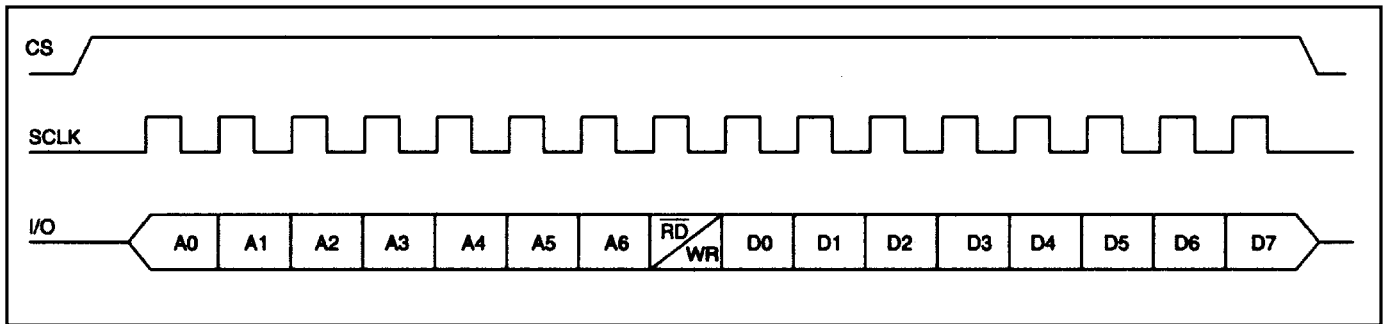 CS
SCLK
I/O
A0 A1 A2 A3 A4 A5 A6 RD WR D0 D1 D2 D3 D4 D5 D6 D7